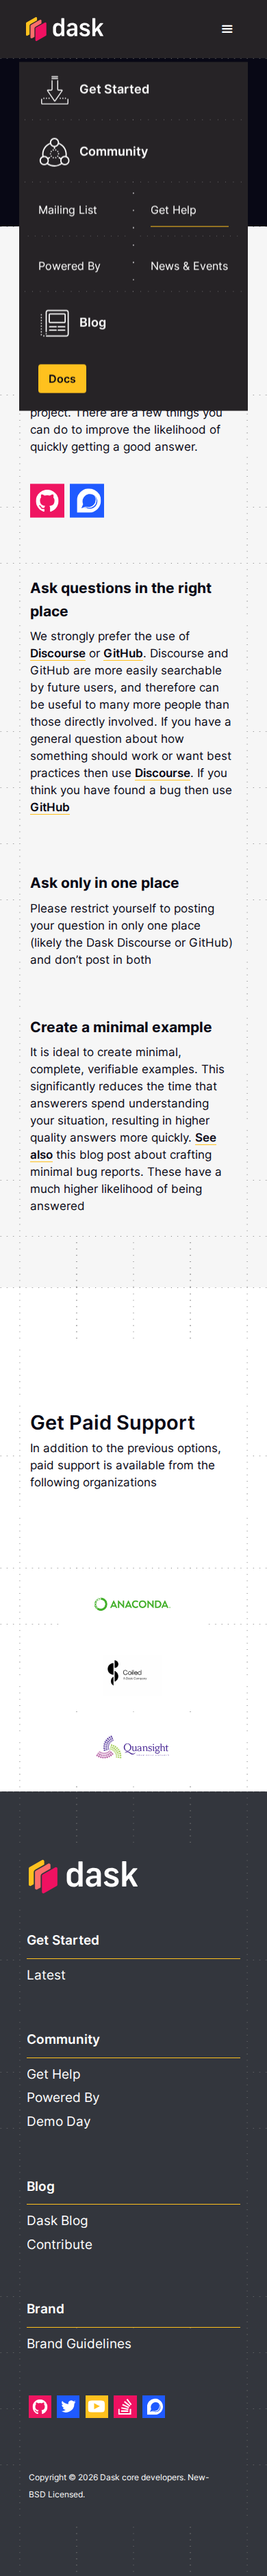 dask
Get Started
Community
Mailing List
Get Help
Powered By
News & Events
Blog
Docs
project. There are a few things you
can do to improve the likelihood of
quickly getting a good answer.
Ask questions in the right
place
We strongly prefer the use of
Discourse or GitHub. Discourse and
GitHub are more easily searchable
by future users, and therefore can
be useful to many more people than
those directly involved. If you have a
general question about how
something should work or want best
practices then use Discourse. If you
think you have found a bug then use
GitHub
Ask only in one place
Please restrict yourself to posting
your question in only one place
(likely the Dask Discourse or GitHub)
and don't post in both
Create a minimal example
It is ideal to create minimal,
complete, verifiable examples. This
significantly reduces the time that
answerers spend understanding
your situation, resulting in higher
quality answers more quickly. See
also this blog post about crafting
minimal bug reports. These have a
much higher likelihood of being
answered
Get Paid Support
In addition to the previous options,
paid support is available from the
following organizations
ANACONDA.
Coiled
Quansight
dask
Get Started
Latest
Community
Get Help
Powered By
Demo Day
Blog
Dask Blog
Contribute
Brand
Brand Guidelines
Copyright © 2026 Dask core developers. New-
BSD Licensed.